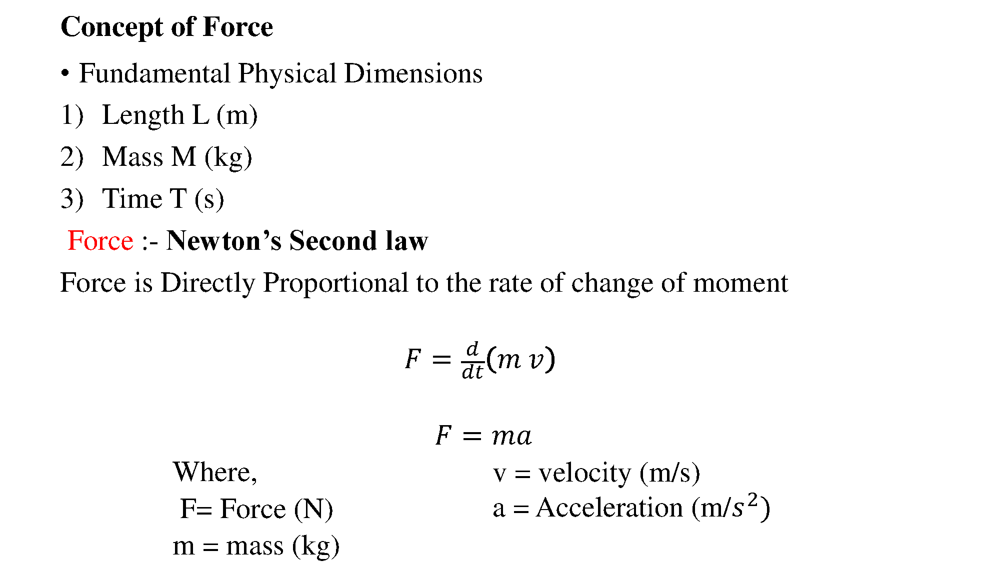 Concept of Force
• Fundamental Physical Dimensions
1) Length L (m)
2) Mass M (kg)
3) Time T (s)
Force :- Newton’s Second law
Force is Directly Proportional to the rate of change of moment
𝐹 = 𝑑/𝑑𝑡 (𝑚 𝑣)
𝐹 = 𝑚𝑎
Where,
F= Force (N)
m = mass (kg)
v = velocity (m/s)
a = Acceleration (m/𝑠²)